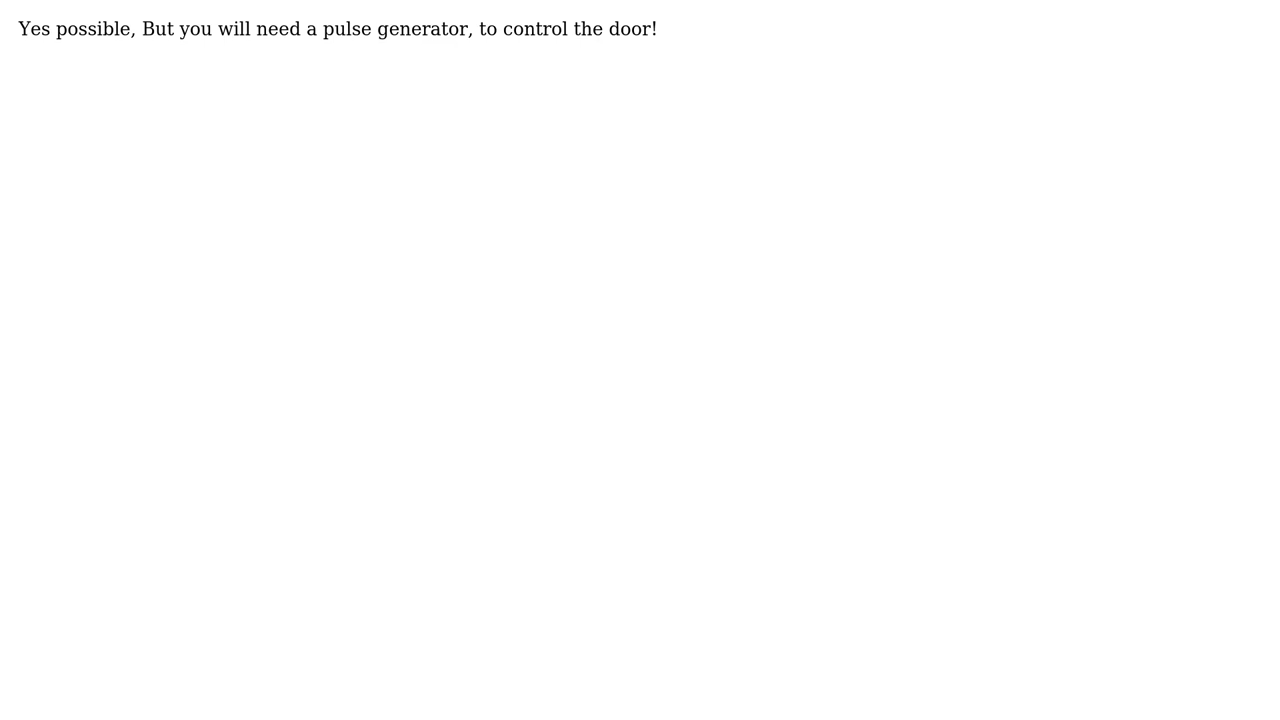 Yes possible, But you will need a pulse generator, to control the door!